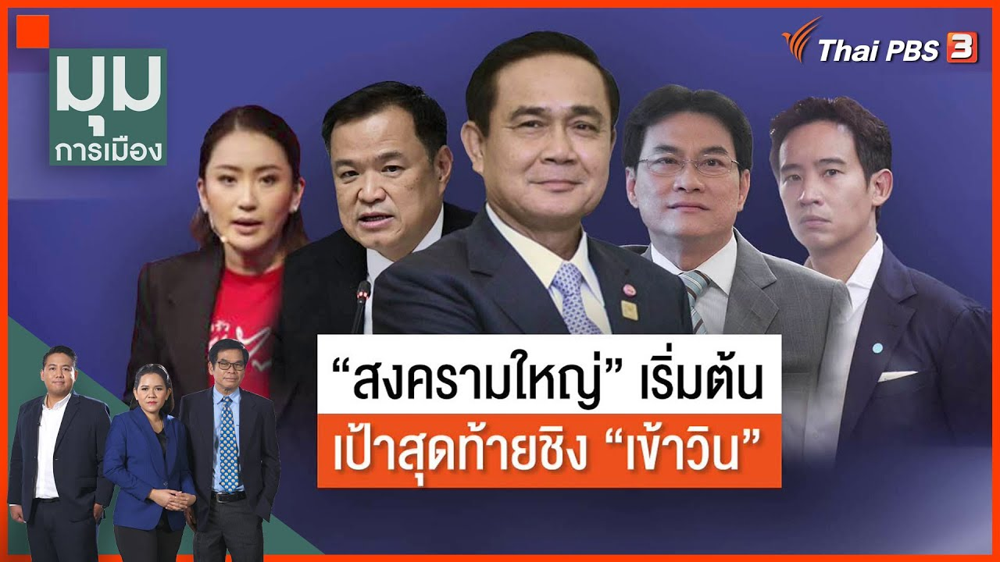 มุม
การเมือง
Thai PBS 3
“สงครามใหญ่” เริ่มต้น
เป้าสุดท้ายชิง “เข้าวิน”